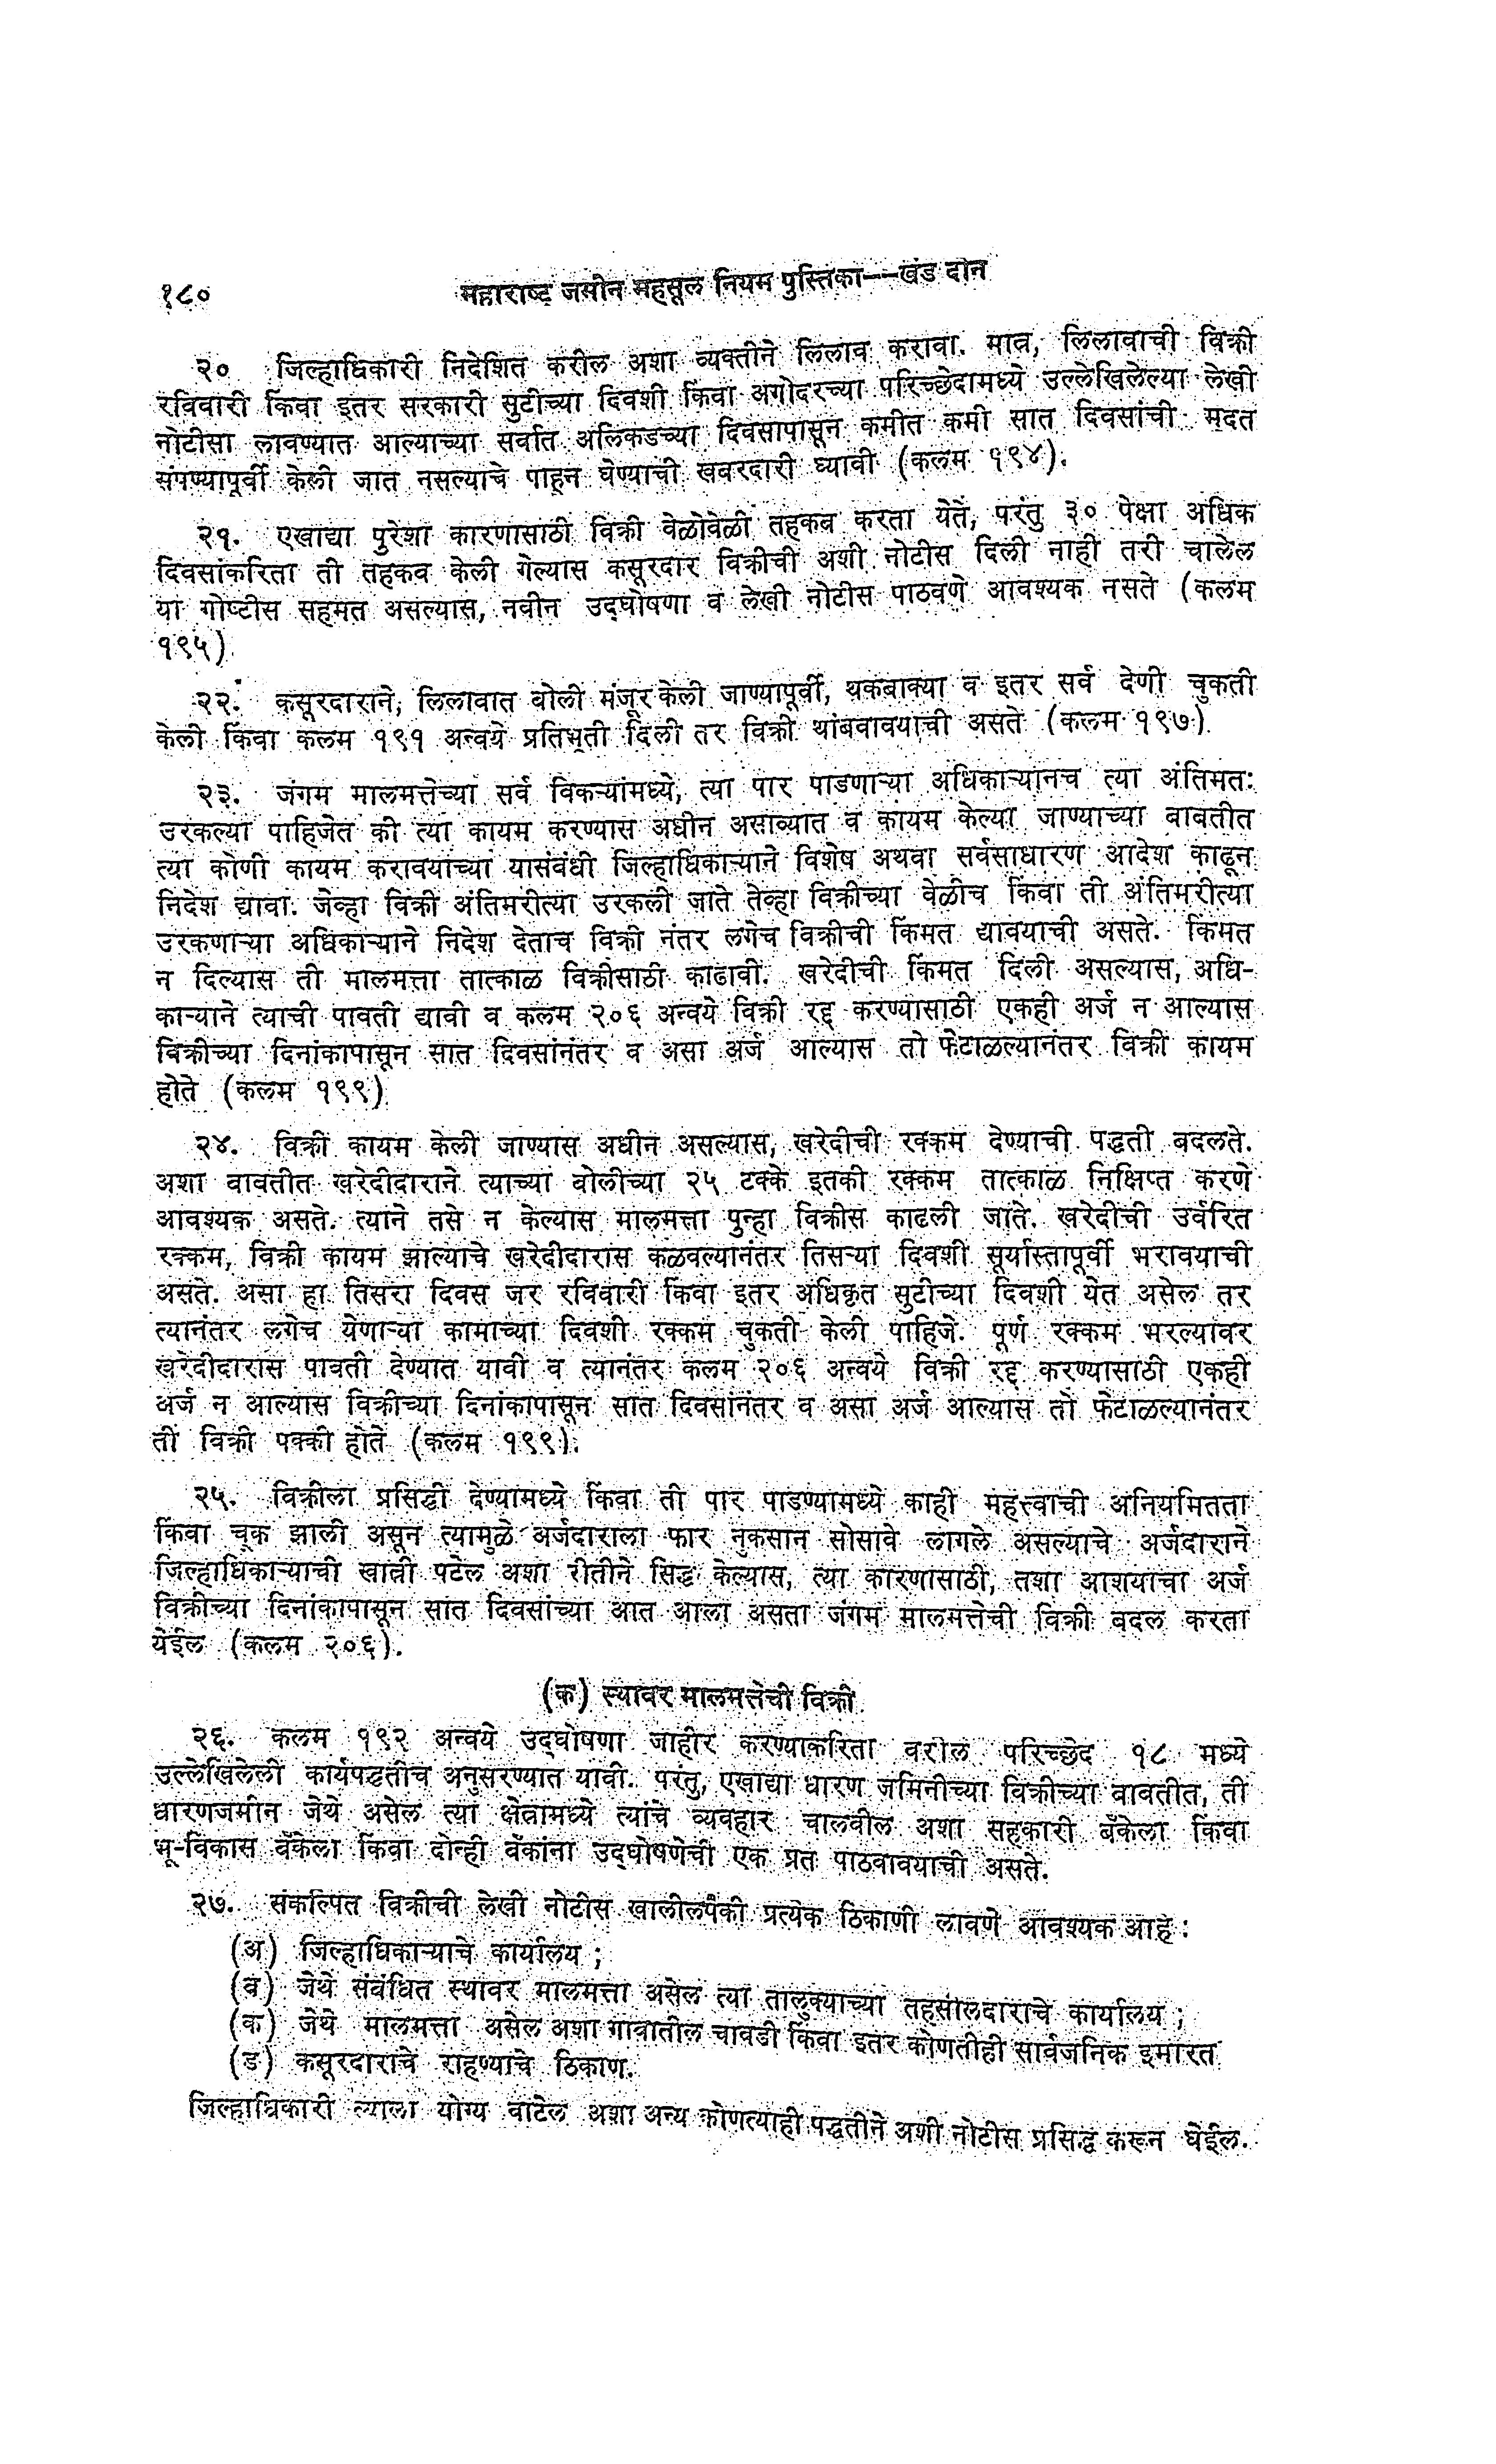 १८०
महाराष्ट्र जमीन महसूल नियम पुस्तिका--खंड दोन
२० जिल्हाधिकारी निदेशित करील अशा व्यक्तीने लिलाव करावा. मात्र, लिलावाची विक्री
रविवारी किंवा इतर सरकारी सुटीच्या दिवशी किंवा अगोदरच्या परिच्छेदामध्ये उल्लेखिलेल्या लेखी
नोटीसा लावण्यात आल्याच्या सर्वात अलिकडच्या दिवसापासून कमीत कमी सात दिवसांची मुदत
संपण्यापूर्वी केली जात नसल्याचे पाहून घेण्याची खबरदारी घ्यावी (कलम १९४).
२१. एखाद्या पुरेशा कारणासाठी विक्री वेळोवेळी तहकूब करता येते, परंतु ३० पेक्षा अधिक
दिवसांकरिता ती तहकूब केली गेल्यास कसूरदार विक्रीची अशी नोटीस दिली नाही तरी चालेल
या गोष्टीस सहमत असल्यास, नवीन उद्‌घोषणा व लेखी नोटीस पाठवणे आवश्यक नसते (कलम
१९५)
२२. कसूरदाराने, लिलावात बोली मंजूर केली जाण्यापूर्वी, थकबाक्या व इतर सर्व देणी चुकती
केली किंवा कलम १९१ अन्वये प्रतिभूती दिली तर विक्री थांबवावयाची असते (कलम १९७)
२३. जंगम मालमत्तेच्या सर्व विकऱ्यांमध्ये, त्या पार पाडणाऱ्या अधिकाऱ्यानच त्या अंतिमतः
उरकल्या पाहिजेत की त्या कायम करण्यास अधीन असाव्यात व कायम केल्या जाण्याच्या बाबतीत
त्या कोणी कायम करावयाच्या यासंबंधी जिल्हाधिकाऱ्याने विशेष अथवा सर्वसाधारण आदेश काढून
निदेश द्यावा. जेव्हा विक्री अंतिमरीत्या उरकली जाते तेव्हा विक्रीच्या वेळीच किंवा ती अंतिमरीत्या
उरकणाऱ्या अधिकाऱ्याने निदेश देताच विक्री नंतर लगेच विक्रीची किंमत द्यावयाची असते. किंमत
न दिल्यास ती मालमत्ता तात्काळ विक्रीसाठी काढावी. खरेदीची किंमत दिली असल्यास, अधि-
काऱ्याने त्याची पावती द्यावी व कलम २०६ अन्वये विक्री रद्द करण्यासाठी एकही अर्ज न आल्यास
विक्रीच्या दिनांकापासून सात दिवसांनंतर व असा अर्ज आल्यास तो फेटाळल्यानंतर विक्री कायम
होते (कलम १९९)
२४. विक्री कायम केली जाण्यास अधीन असल्यास, खरेदीची रक्कम देण्याची पद्धती बदलते.
अशा बाबतीत खरेदीदाराने त्याच्या बोलीच्या २५ टक्के इतकी रक्कम तात्काळ निक्षिप्त करणे
आवश्यक असते. त्याने तसे न केल्यास मालमत्ता पुन्हा विक्रीस काढली जाते. खरेदीची उर्वरित
रक्कम, विक्री कायम झाल्याचे खरेदीदारास कळवल्यानंतर तिसऱ्या दिवशी सूर्यास्तापूर्वी भरावयाची
असते. असा हा तिसरा दिवस जर रविवारी किंवा इतर अधिकृत सुटीच्या दिवशी येत असेल तर
त्यानंतर लगेच येणाऱ्या कामाच्या दिवशी रक्कम चुकती केली पाहिजे. पूर्ण रक्कम भरल्यावर
खरेदीदारास पावती देण्यात यावी व त्यानंतर कलम २०६ अन्वये विक्री रद्द करण्यासाठी एकही
अर्ज न आल्यास विक्रीच्या दिनांकापासून सात दिवसांनंतर व असा अर्ज आल्यास तो फेटाळल्यानंतर
ती विक्री पक्की होते (कलम १९९).
२५. विक्रीला प्रसिद्धी देण्यामध्ये किंवा ती पार पाडण्यामध्ये काही महत्त्वाची अनियमितता
किंवा चूक झाली असून त्यामुळे अर्जदाराला फार नुकसान सोसावे लागले असल्याचे अर्जदाराने
जिल्हाधिकाऱ्याची खात्री पटेल अशा रीतीने सिद्ध केल्यास, त्या कारणासाठी, तशा आशयाचा अर्ज
विक्रीच्या दिनांकापासून सात दिवसांच्या आत आला असता जंगम मालमत्तेची विक्री बदल करता
येईल (कलम २०६).
(क) स्थावर मालमत्तेची विक्री
२६. कलम १९२ अन्वये उद्‌घोषणा जाहीर करण्याकरिता वरील परिच्छेद १८ मध्ये
उल्लेखिलेली कार्यपद्धतीच अनुसरण्यात यावी. परंतु, एखाद्या धारण जमिनीच्या विक्रीच्या बाबतीत, ती
धारणजमीन जेथे असेल त्या क्षेत्रामध्ये त्यांचे व्यवहार चालवील अशा सहकारी बँकेला किंवा
भू-विकास बँकेला किंवा दोन्ही बँकांना उद्‌घोषणेची एक प्रत पाठवावयाची असते.
२७. संकल्पित विक्रीची लेखी नोटीस खालीलपैकी प्रत्येक ठिकाणी लावणे आवश्यक आहे :
(अ) जिल्हाधिकाऱ्याचे कार्यालय ;
(ब) जेथे संबंधित स्थावर मालमत्ता असेल त्या तालुक्याच्या तहसीलदाराचे कार्यालय ;
(क) जेथे मालमत्ता असेल अशा गावातील चावडी किंवा इतर कोणतीही सार्वजनिक इमारत
(ड) कसूरदाराचे राहण्याचे ठिकाण.
जिल्हाधिकारी त्याला योग्य वाटेल अशा अन्य कोणत्याही पद्धतीने अशी नोटीस प्रसिद्ध करून घेईल.